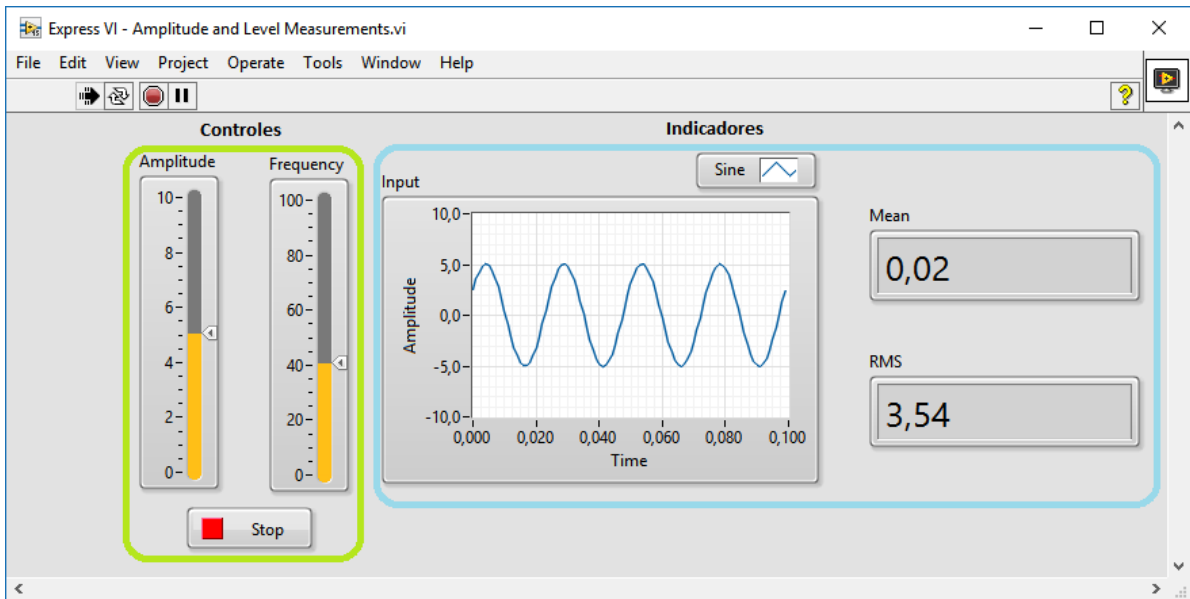 Express VI - Amplitude and Level Measurements.vi
File Edit View Project Operate Tools Window Help
Controles
Amplitude
10
8
6
4
2
0
Frequency
100
80
60
40
20
0
Stop
Indicadores
Sine
Input
Amplitude
10,0
5,0
0,0
-5,0
-10,0
0,000 0,020 0,040 0,060 0,080 0,100
Time
Mean
0,02
RMS
3,54